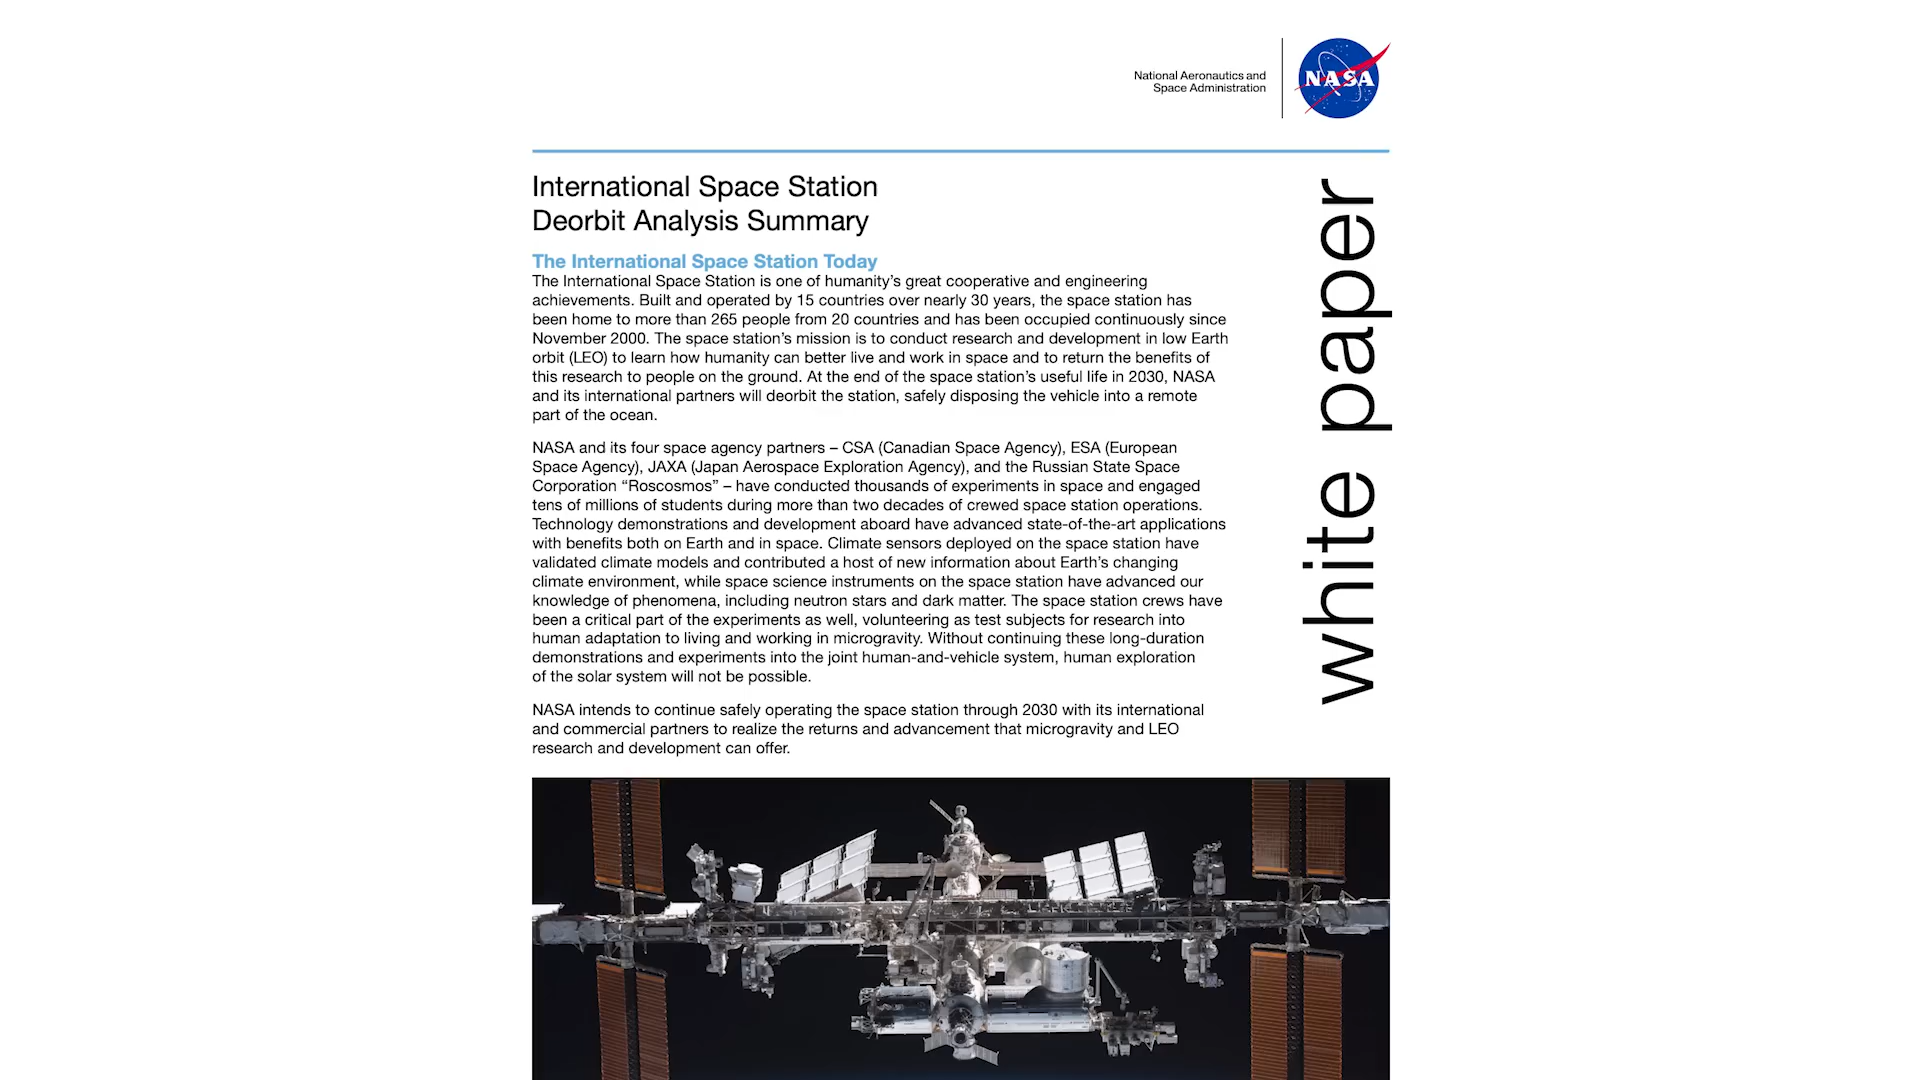 National Aeronautics and
Space Administration
NASA
International Space Station
Deorbit Analysis Summary
The International Space Station Today
The International Space Station is one of humanity’s great cooperative and engineering
achievements. Built and operated by 15 countries over nearly 30 years, the space station has
been home to more than 265 people from 20 countries and has been occupied continuously since
November 2000. The space station’s mission is to conduct research and development in low Earth
orbit (LEO) to learn how humanity can better live and work in space and to return the benefits of
this research to people on the ground. At the end of the space station’s useful life in 2030, NASA
and its international partners will deorbit the station, safely disposing the vehicle into a remote
part of the ocean.
NASA and its four space agency partners – CSA (Canadian Space Agency), ESA (European
Space Agency), JAXA (Japan Aerospace Exploration Agency), and the Russian State Space
Corporation “Roscosmos” – have conducted thousands of experiments in space and engaged
tens of millions of students during more than two decades of crewed space station operations.
Technology demonstrations and development aboard have advanced state-of-the-art applications
with benefits both on Earth and in space. Climate sensors deployed on the space station have
validated climate models and contributed a host of new information about Earth’s changing
climate environment, while space science instruments on the space station have advanced our
knowledge of phenomena, including neutron stars and dark matter. The space station crews have
been a critical part of the experiments as well, volunteering as test subjects for research into
human adaptation to living and working in microgravity. Without continuing these long-duration
demonstrations and experiments into the joint human-and-vehicle system, human exploration
of the solar system will not be possible.
NASA intends to continue safely operating the space station through 2030 with its international
and commercial partners to realize the returns and advancement that microgravity and LEO
research and development can offer.
white paper